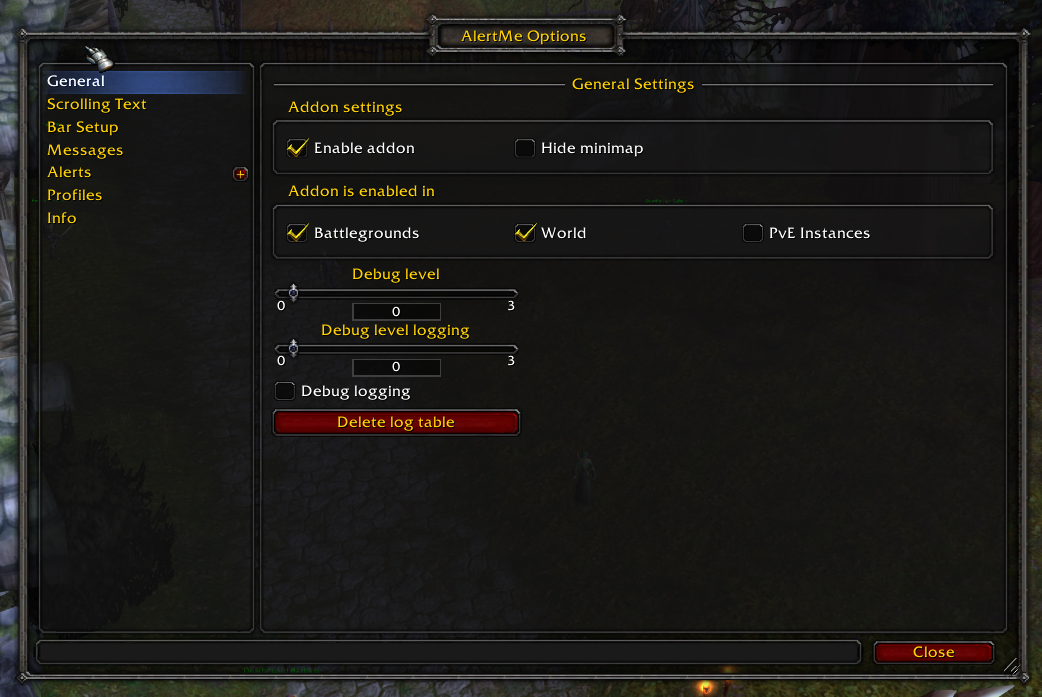 AlertMe Options
General
Scrolling Text
Bar Setup
Messages
Alerts
Profiles
Info
General Settings
Addon settings
Enable addon
Hide minimap
Addon is enabled in
Battlegrounds
World
PvE Instances
Debug level
0
3
0
Debug level logging
0
3
0
Debug logging
Delete log table
Close